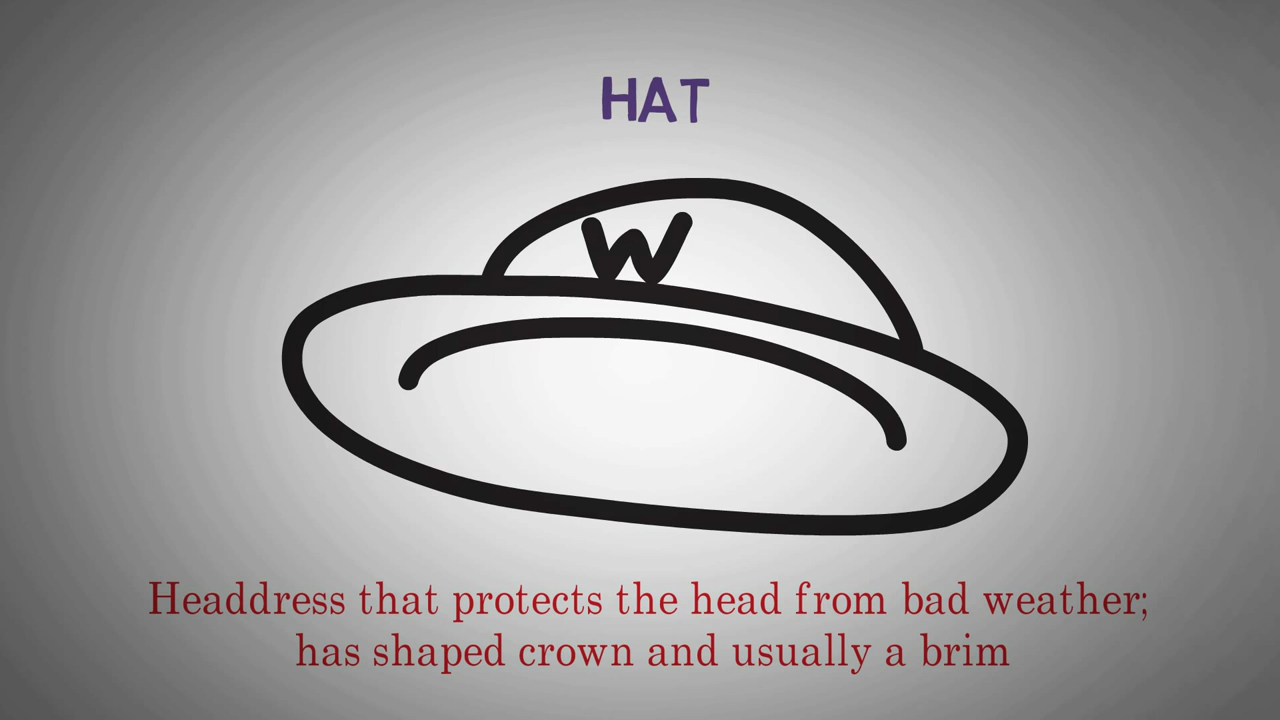 HAT
W
Headdress that protects the head from bad weather;
has shaped crown and usually a brim